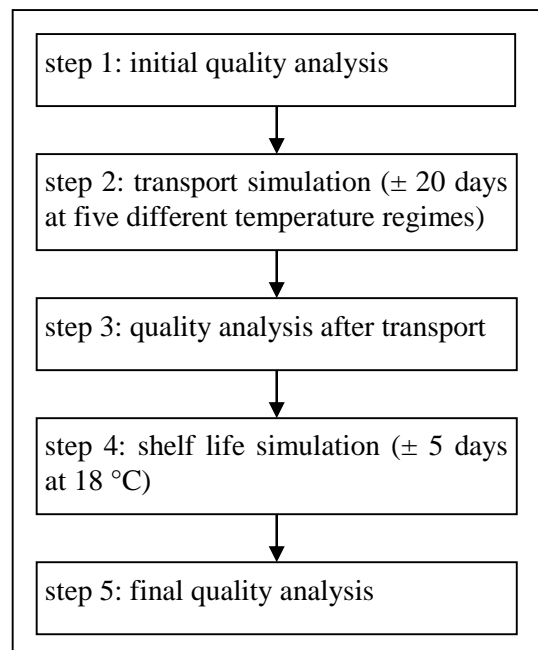 step 1: initial quality analysis
step 2: transport simulation (± 20 days
at five different temperature regimes)
step 3: quality analysis after transport
step 4: shelf life simulation (± 5 days
at 18 °C)
step 5: final quality analysis